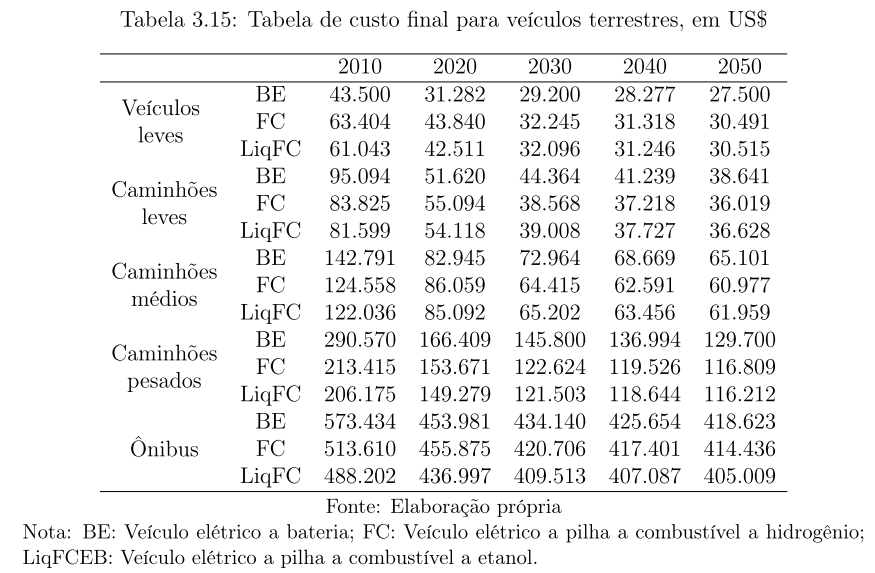 Tabela 3.15: Tabela de custo final para veículos terrestres, em US$
2010 2020 2030 2040 2050
Veículos leves
BE 43.500 31.282 29.200 28.277 27.500
FC 63.404 43.840 32.245 31.318 30.491
LiqFC 61.043 42.511 32.096 31.246 30.515
Caminhões leves
BE 95.094 51.620 44.364 41.239 38.641
FC 83.825 55.094 38.568 37.218 36.019
LiqFC 81.599 54.118 39.008 37.727 36.628
Caminhões médios
BE 142.791 82.945 72.964 68.669 65.101
FC 124.558 86.059 64.415 62.591 60.977
LiqFC 122.036 85.092 65.202 63.456 61.959
Caminhões pesados
BE 290.570 166.409 145.800 136.994 129.700
FC 213.415 153.671 122.624 119.526 116.809
LiqFC 206.175 149.279 121.503 118.644 116.212
Ônibus
BE 573.434 453.981 434.140 425.654 418.623
FC 513.610 455.875 420.706 417.401 414.436
LiqFC 488.202 436.997 409.513 407.087 405.009
Fonte: Elaboração própria
Nota: BE: Veículo elétrico a bateria; FC: Veículo elétrico a pilha a combustível a hidrogênio;
LiqFCEB: Veículo elétrico a pilha a combustível a etanol.